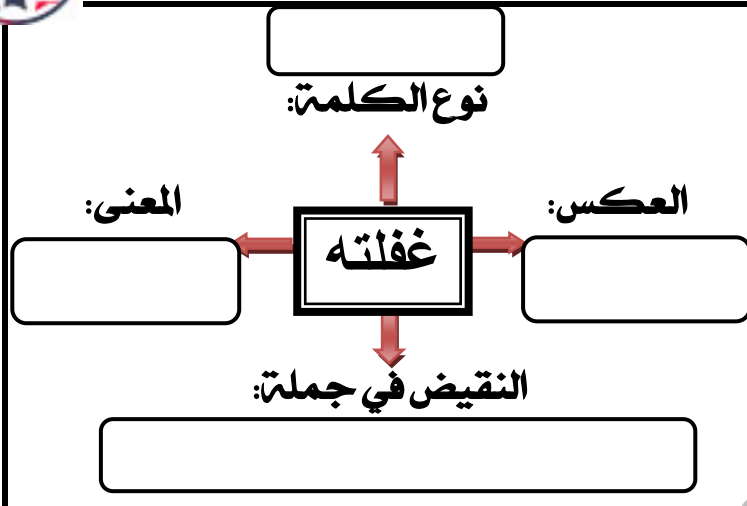 نوع الكلمة:
العكس:
المعنى:
غفلته
النقيض في جملة: